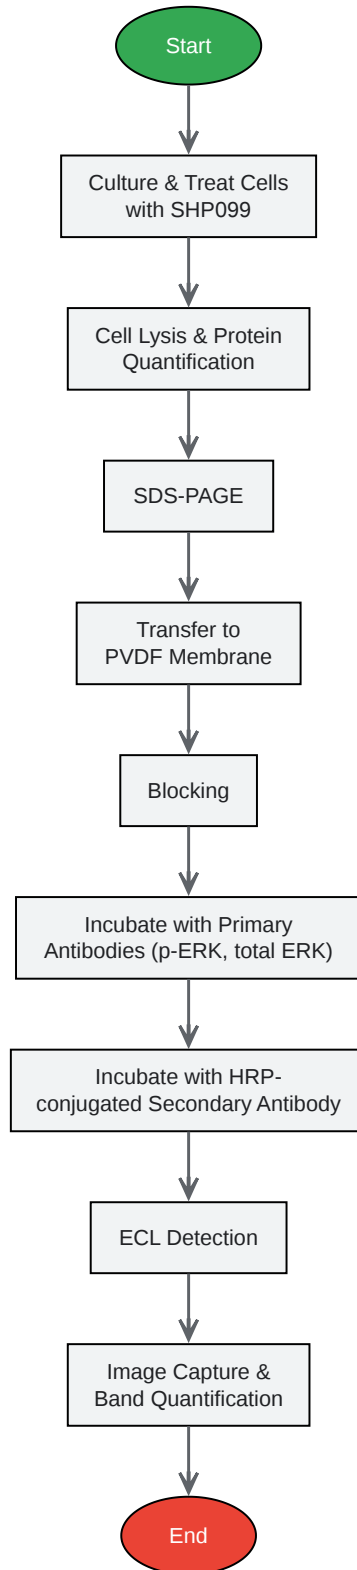 Start
Culture & Treat Cells
with SHP099
Cell Lysis & Protein
Quantification
SDS-PAGE
Transfer to
PVDF Membrane
Blocking
Incubate with Primary
Antibodies (p-ERK, total ERK)
Incubate with HRP-
conjugated Secondary Antibody
ECL Detection
Image Capture &
Band Quantification
End